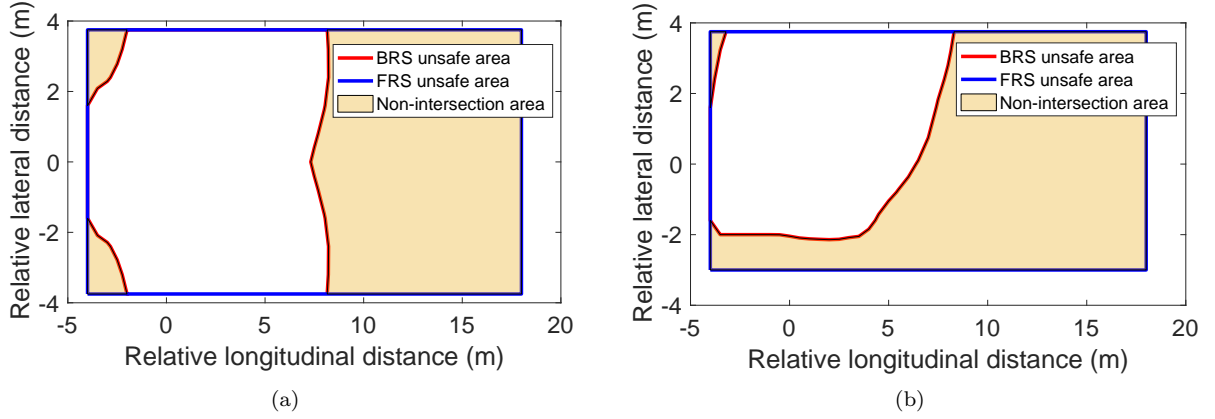 4
2
0
-2
-4
-5
0
5
10
15
20
Relative lateral distance (m)
Relative longitudinal distance (m)
BRS unsafe area
FRS unsafe area
Non-intersection area
(a)
4
2
0
-2
-4
-5
0
5
10
15
20
Relative lateral distance (m)
Relative longitudinal distance (m)
BRS unsafe area
FRS unsafe area
Non-intersection area
(b)